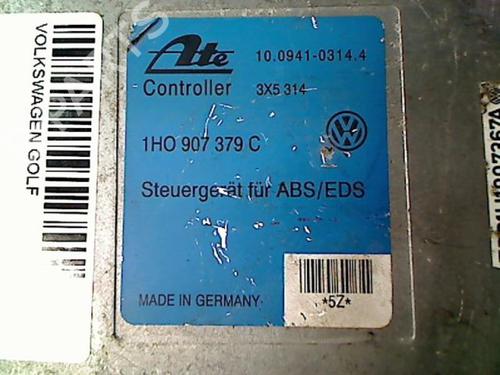 VOLKSWAGEN GOLF
Ate
10.0941-0314.4
Controller 3X5 314
1HO 907 379 C
Steuergerät für ABS/EDS
MADE IN GERMANY
*5Z*